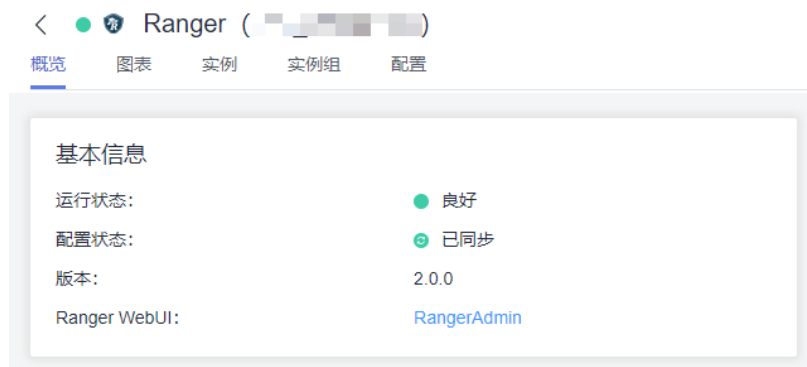 Ranger ( _ )
概览 图表 实例 实例组 配置
基本信息
运行状态： 良好
配置状态： 已同步
版本： 2.0.0
Ranger WebUI： RangerAdmin